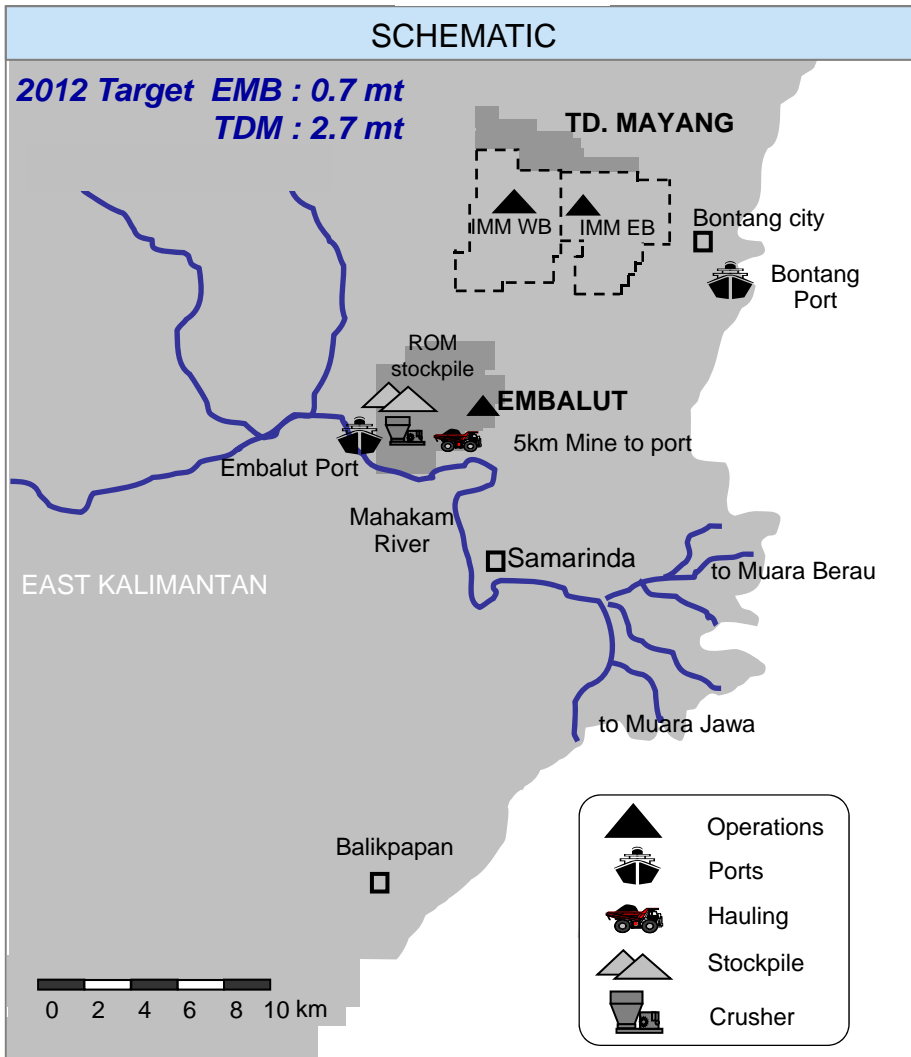 SCHEMATIC
2012 Target EMB : 0.7 mt
TDM : 2.7 mt
TD. MAYANG
IMM WB
IMM EB
Bontang city
Bontang
Port
ROM
stockpile
EMBALUT
5km Mine to port
Embalut Port
Mahakam
River
Samarinda
EAST KALIMANTAN
to Muara Berau
to Muara Jawa
Balikpapan
Operations
Ports
Hauling
Stockpile
Crusher
0 2 4 6 8 10 km